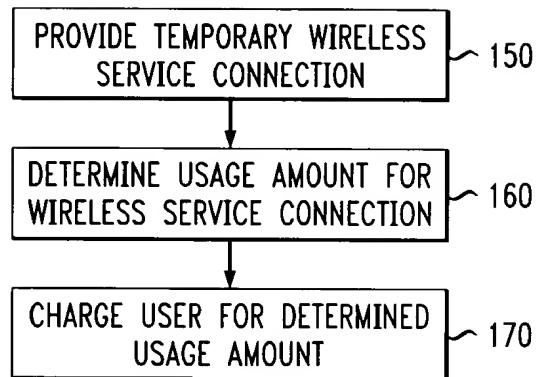 PROVIDE TEMPORARY WIRELESS
SERVICE CONNECTION
150
DETERMINE USAGE AMOUNT FOR
WIRELESS SERVICE CONNECTION
160
CHARGE USER FOR DETERMINED
USAGE AMOUNT
170